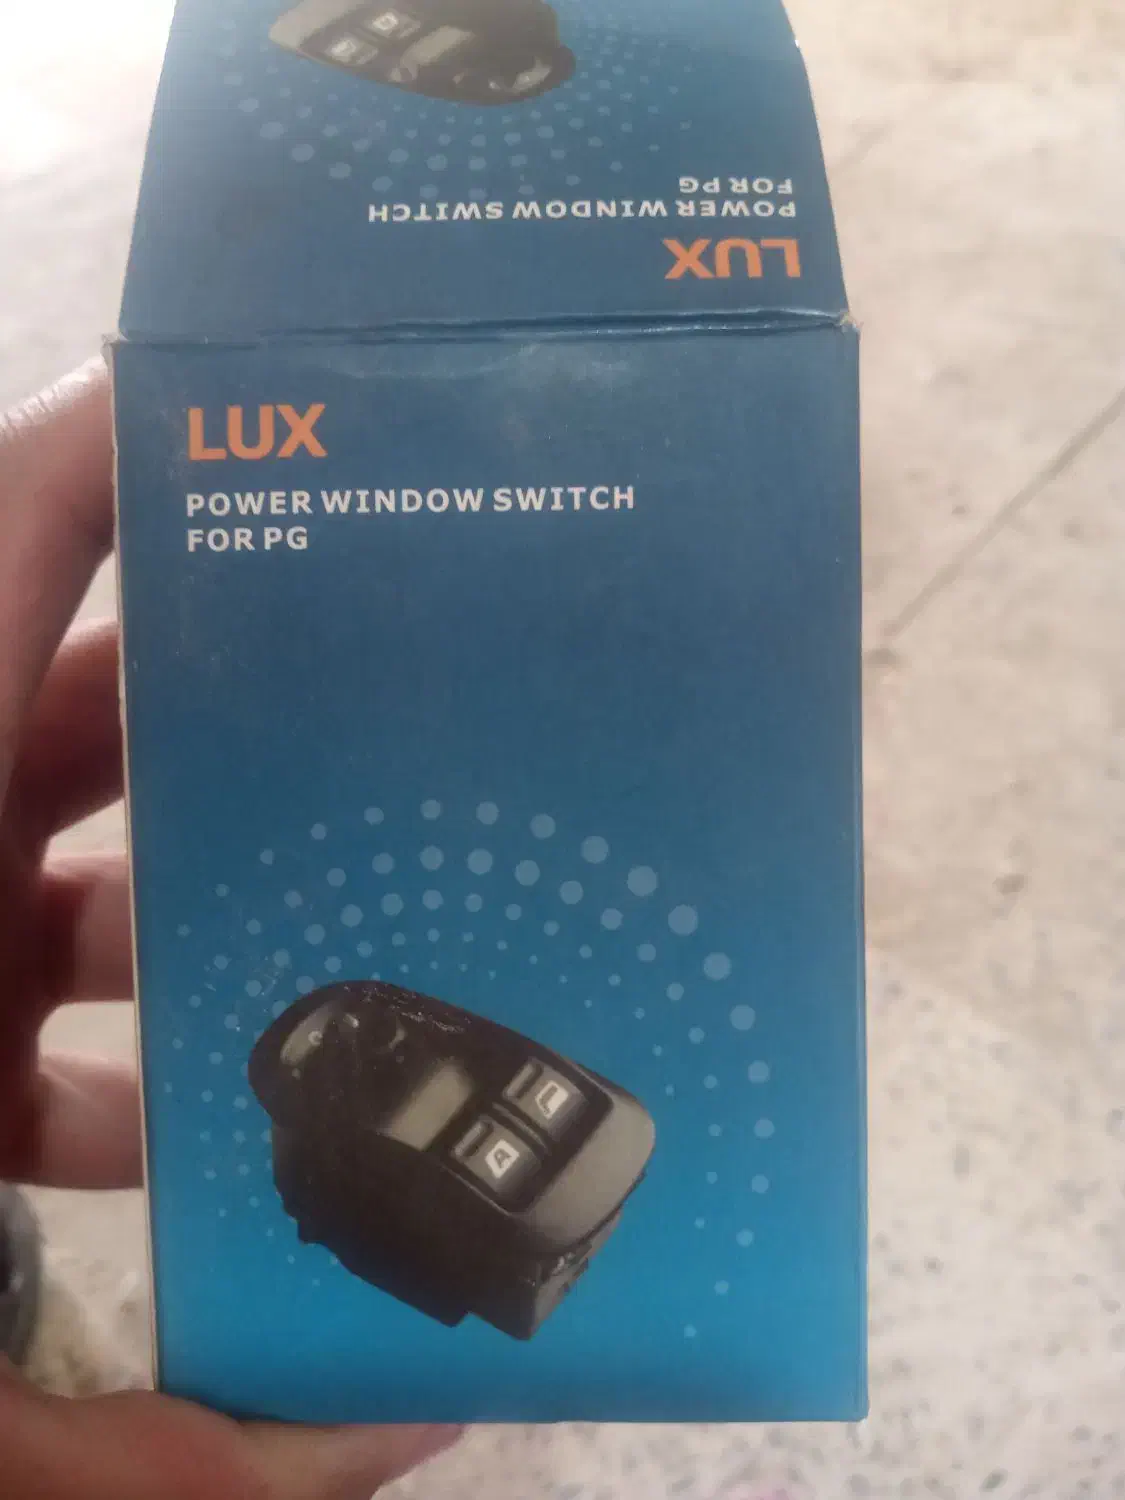 FOR PG
POWER WINDOW SWITCH
LUX
LUX
POWER WINDOW SWITCH
FOR PG
A